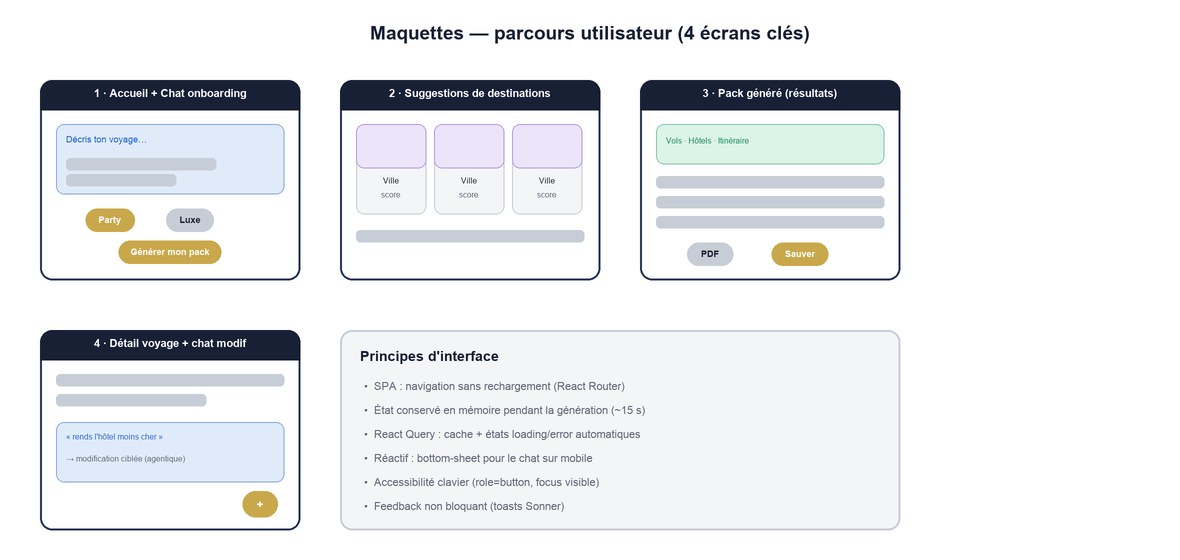 Maquettes — parcours utilisateur (4 écrans clés)
1 · Accueil + Chat onboarding
Décris ton voyage…
Party
Luxe
Générer mon pack
2 · Suggestions de destinations
Ville
score
Ville
score
Ville
score
3 · Pack généré (résultats)
Vols · Hôtels · Itinéraire
PDF
Sauver
4 · Détail voyage + chat modif
« rends l'hôtel moins cher »
→ modification ciblée (agentique)
+
Principes d'interface
• SPA : navigation sans rechargement (React Router)
• État conservé en mémoire pendant la génération (~15 s)
• React Query : cache + états loading/error automatiques
• Réactif : bottom-sheet pour le chat sur mobile
• Accessibilité clavier (role=button, focus visible)
• Feedback non bloquant (toasts Sonner)